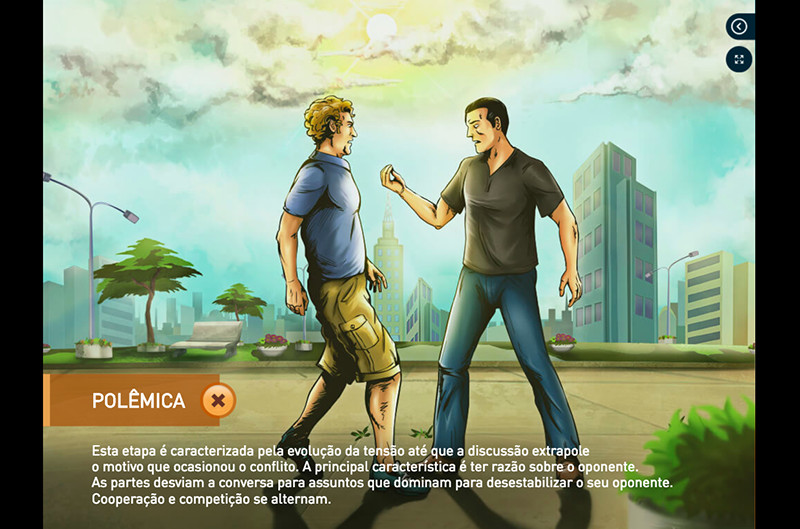 POLÊMICA
Esta etapa é caracterizada pela evolução da tensão até que a discussão extrapole
o motivo que ocasionou o conflito. A principal característica é ter razão sobre o oponente.
As partes desviam a conversa para assuntos que dominam para desestabilizar o seu oponente.
Cooperação e competição se alternam.